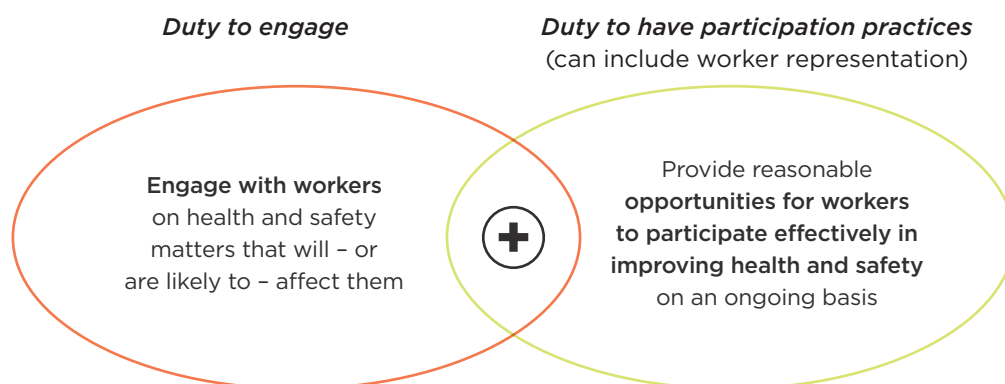 Duty to engage
Duty to have participation practices
(can include worker representation)
Engage with workers
on health and safety
matters that will – or
are likely to – affect them
Provide reasonable
opportunities for workers
to participate effectively in
improving health and safety
on an ongoing basis